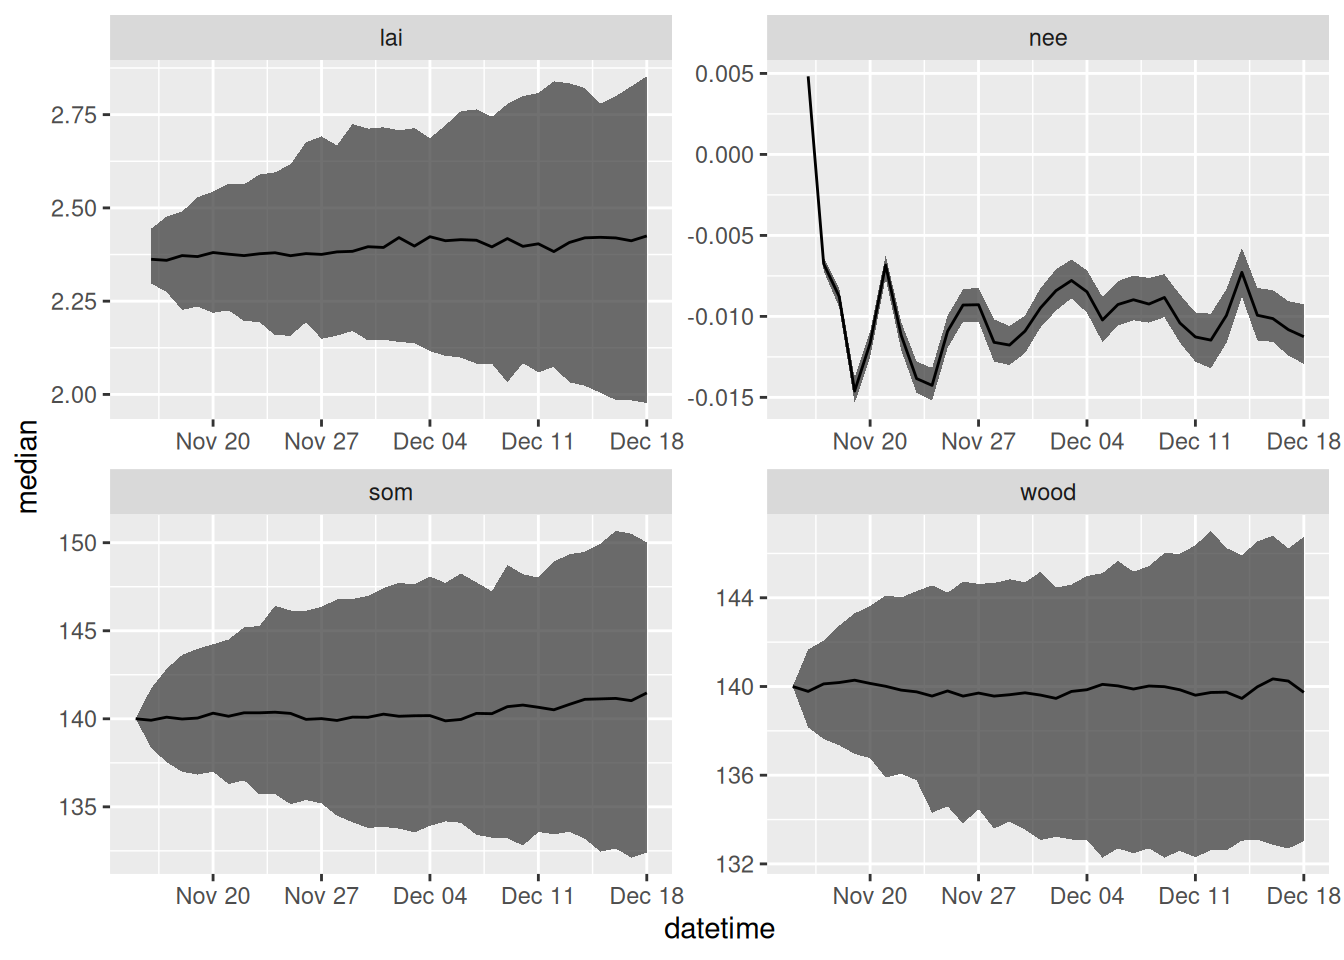 lai
nee
2.75
2.50
2.25
2.00
0.005
0.000
-0.005
-0.010
-0.015
Nov 20 Nov 27 Dec 04 Dec 11 Dec 18
Nov 20 Nov 27 Dec 04 Dec 11 Dec 18
median
som
wood
150
145
140
135
144
140
136
132
Nov 20 Nov 27 Dec 04 Dec 11 Dec 18
Nov 20 Nov 27 Dec 04 Dec 11 Dec 18
datetime